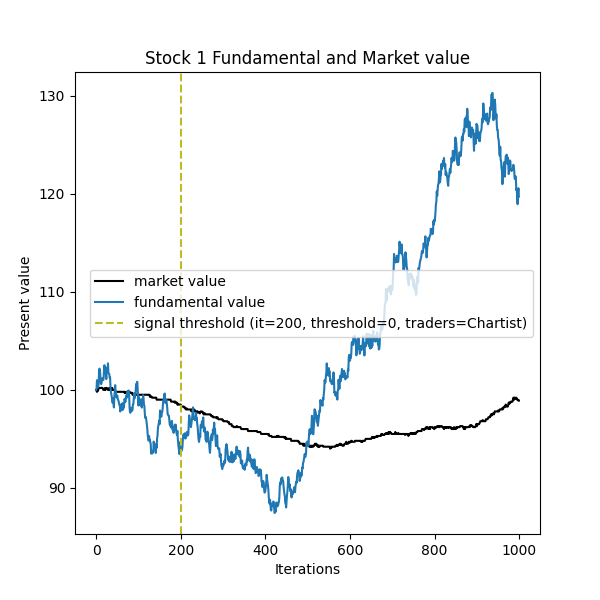 Stock 1 Fundamental and Market value
Present value
130
120
110
100
90
market value
fundamental value
signal threshold (it=200, threshold=0, traders=Chartist)
0 200 400 600 800 1000
Iterations